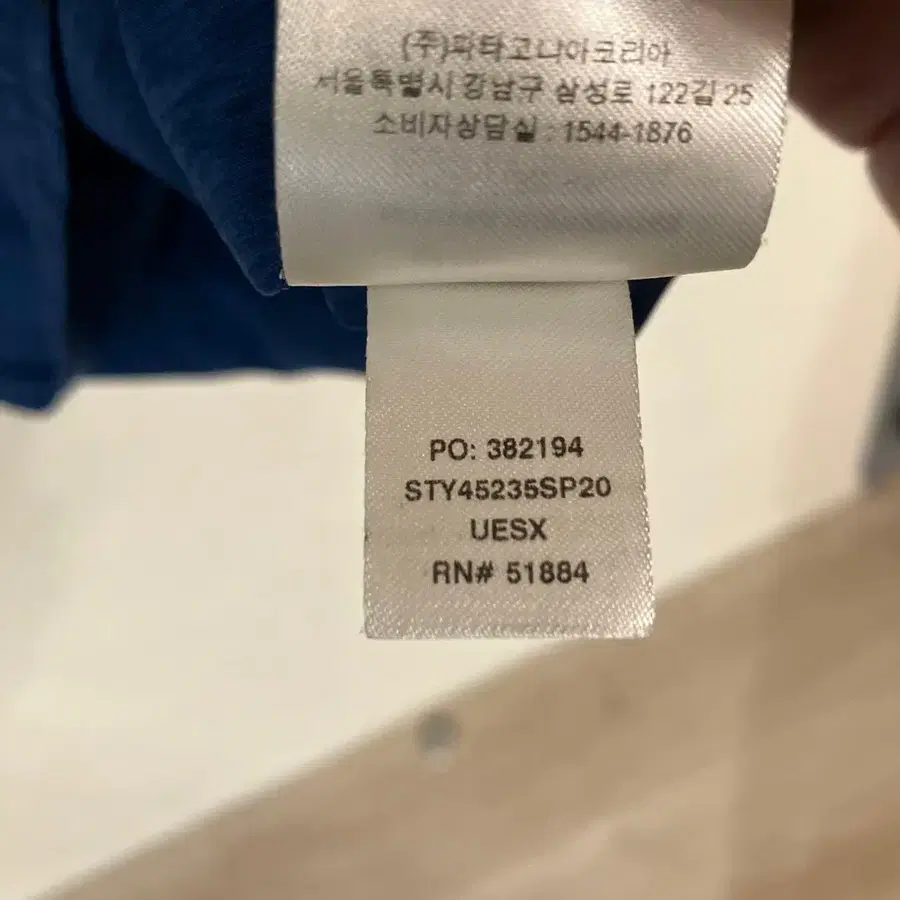 (주)파타고니아코리아
서울특별시 강남구 삼성로 122길 25
소비자상담실 : 1544-1876
PO: 382194
STY45235SP20
UESX
RN# 51884